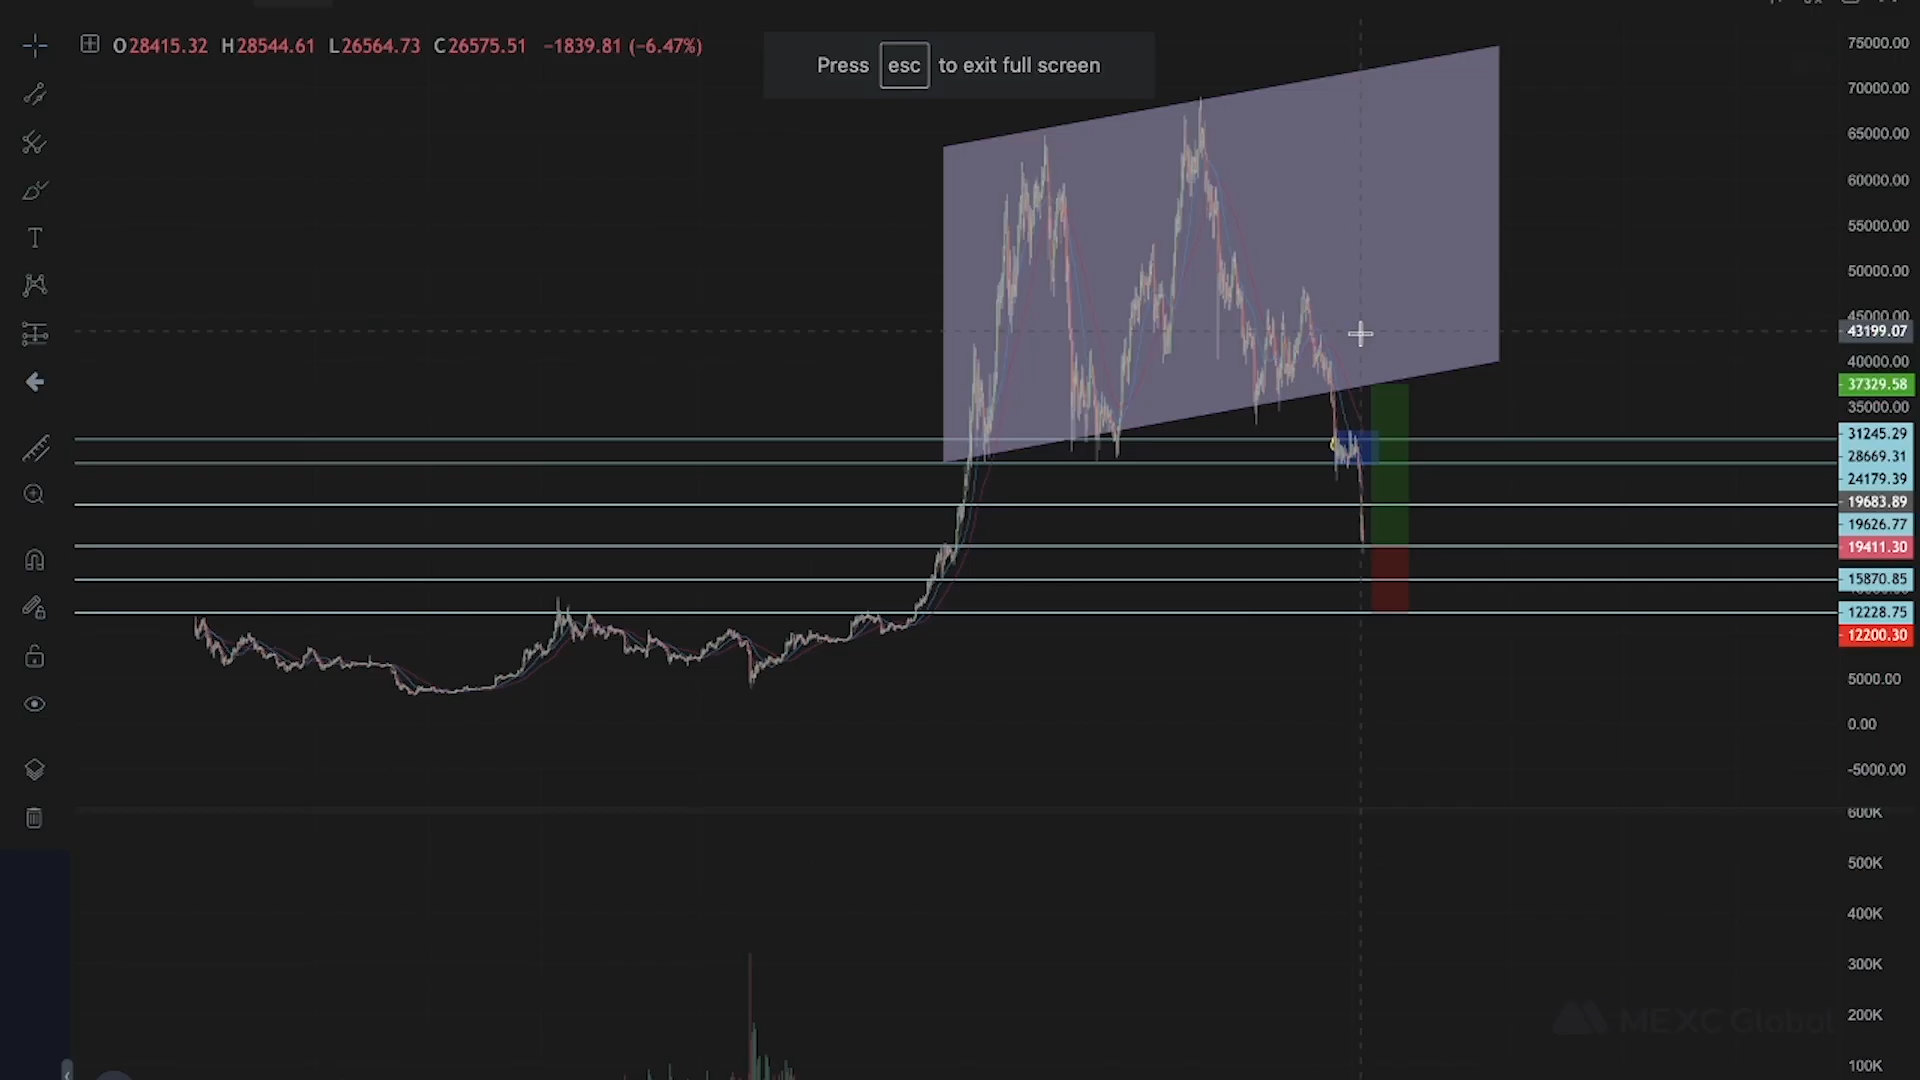 O28415.32 H28544.61 L26564.73 C26575.51 −1839.81 (−6.47%)
Press esc to exit full screen
75000.00
70000.00
65000.00
60000.00
55000.00
50000.00
45000.00
43199.07
40000.00
37329.58
35000.00
31245.29
28669.31
24179.39
19683.89
19626.77
19411.30
15870.85
12228.75
12200.30
5000.00
0.00
-5000.00
600K
500K
400K
300K
200K
100K
MEXC Global